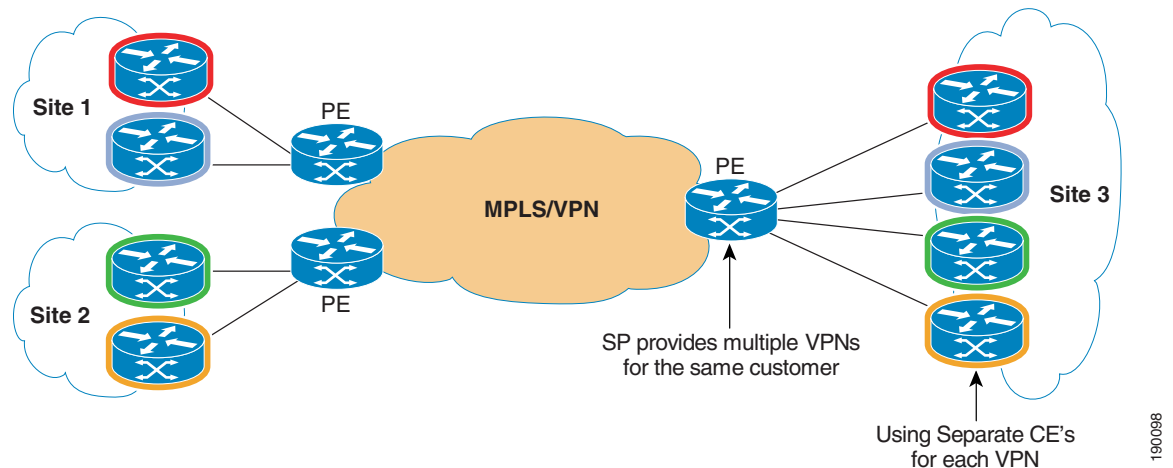 Site 1
PE
MPLS/VPN
PE
Site 3
Site 2
PE
SP provides multiple VPNs
for the same customer
Using Separate CE's
for each VPN
190098